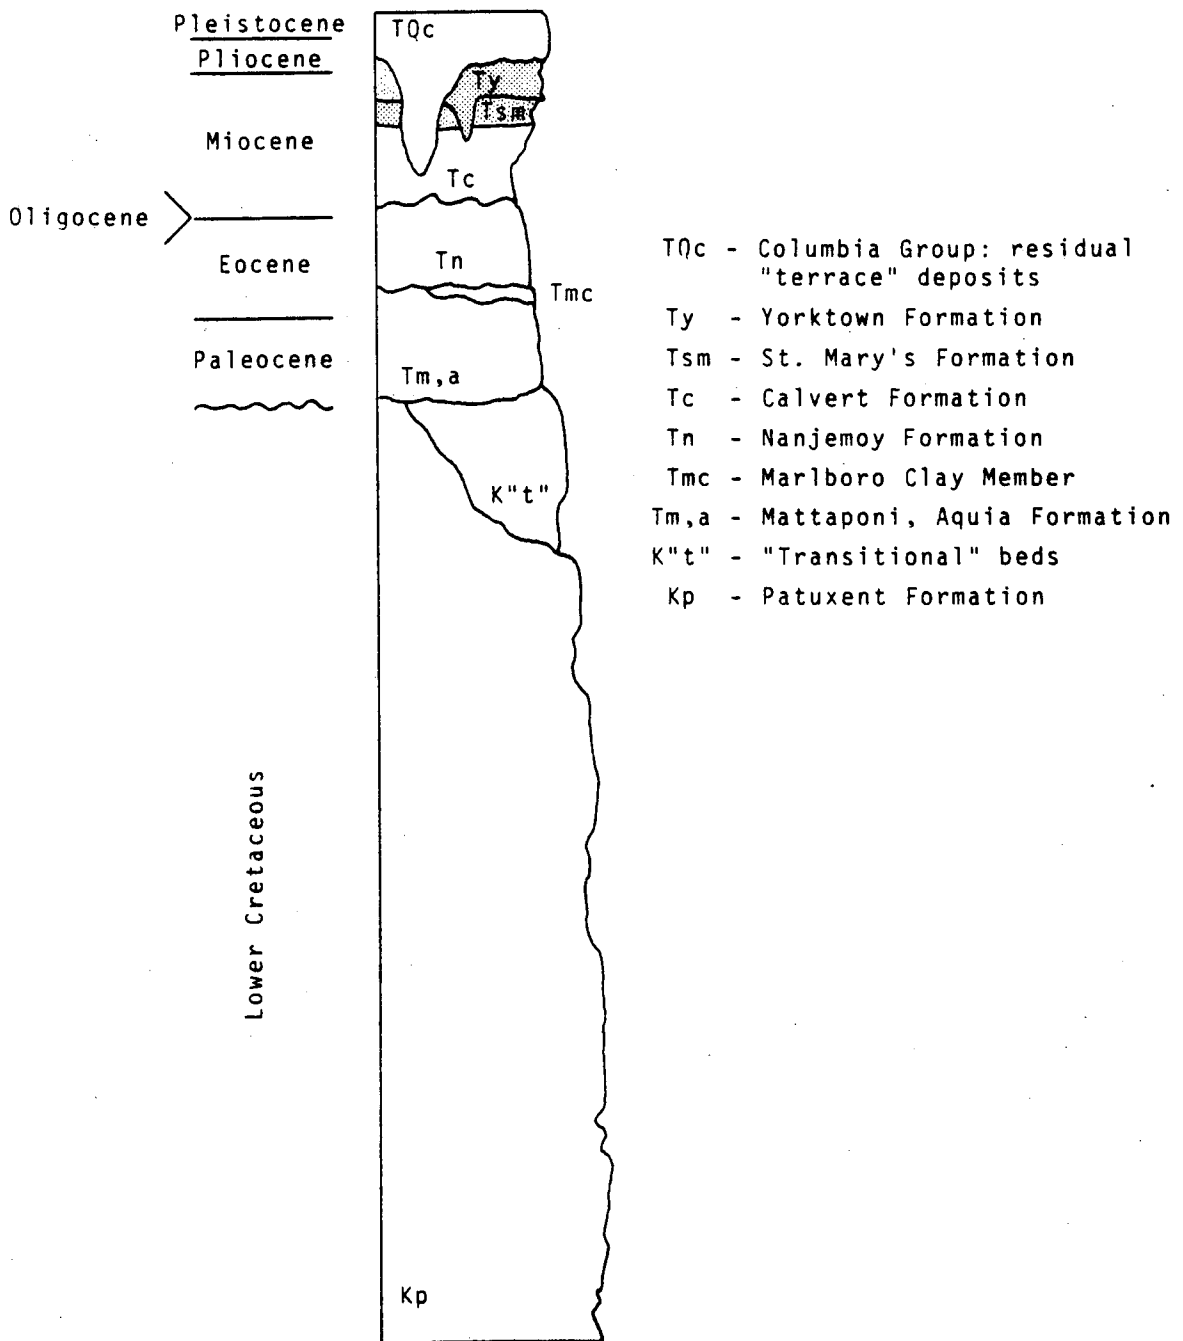 Pleistocene
Pliocene
Miocene
Oligocene
Eocene
Paleocene
Lower Cretaceous
TQc
Ty
Tsm
Tc
Tn
Tmc
Tm,a
K"t"
Kp
TQc - Columbia Group: residual
"terrace" deposits
Ty - Yorktown Formation
Tsm - St. Mary's Formation
Tc - Calvert Formation
Tn - Nanjemoy Formation
Tmc - Marlboro Clay Member
Tm,a - Mattaponi, Aquia Formation
K"t" - "Transitional" beds
Kp - Patuxent Formation